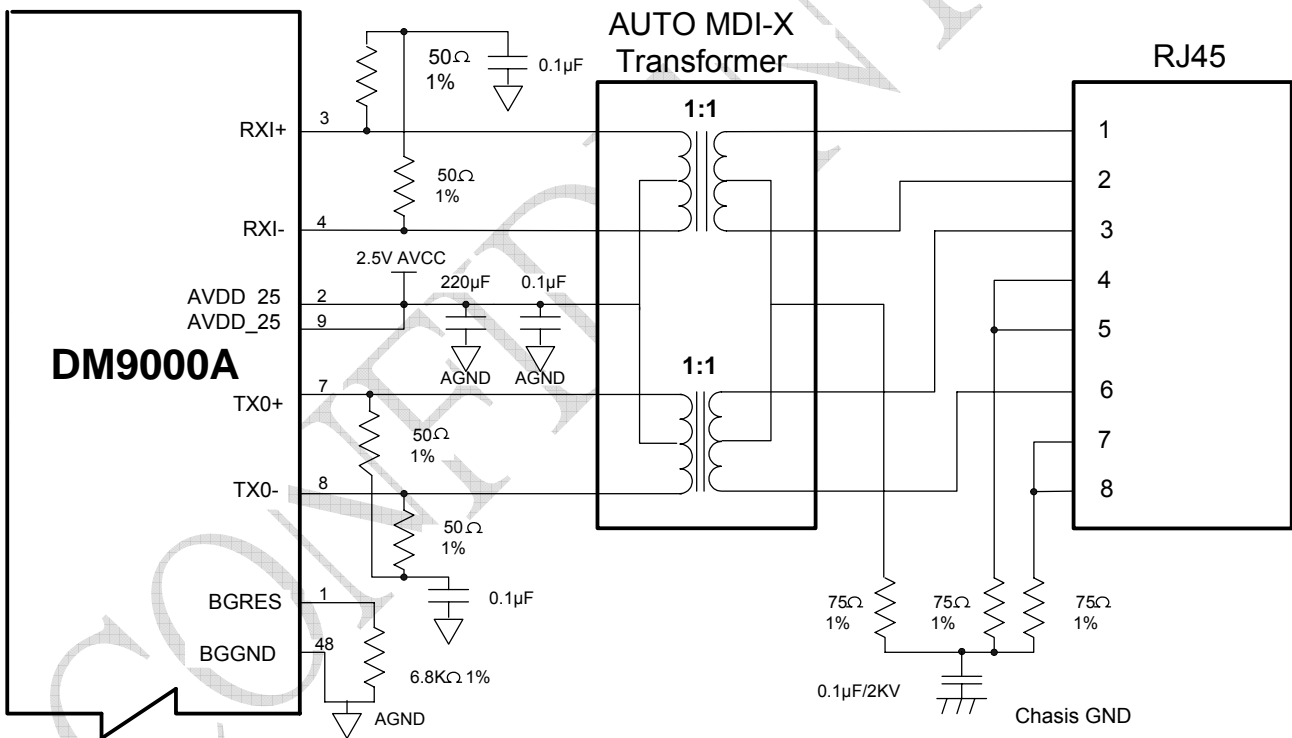 AUTO MDI-X
Transformer
RJ45
50Ω
1%
0.1µF
1:1
RXI+
3
1
2
50Ω
1%
RXI-
4
3
2.5V AVCC
4
AVDD 25
2
220µF
0.1µF
AVDD_25
9
5
DM9000A
AGND
AGND
1:1
6
TX0+
7
50Ω
1%
7
TX0-
8
8
50Ω
1%
BGRES
1
0.1µF
75Ω
1%
75Ω
1%
75Ω
1%
BGGND
48
6.8KΩ 1%
AGND
0.1µF/2KV
Chasis GND